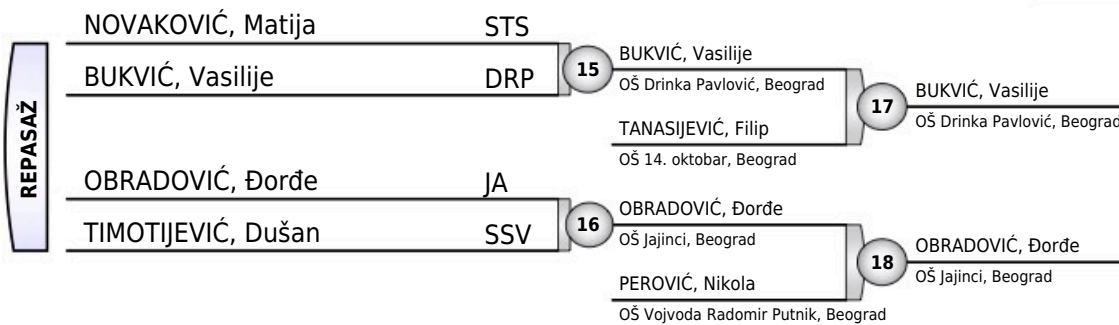 REPASAŽ
NOVAKOVIĆ, Matija STS
BUKVIĆ, Vasilije DRP
OBRADOVIĆ, Đorđe JA
TIMOTIJEVIĆ, Dušan SSV
15
16
BUKVIĆ, Vasilije
OŠ Drinka Pavlović, Beograd
TANASIJEVIĆ, Filip
OŠ 14. oktobar, Beograd
OBRADOVIĆ, Đorđe
OŠ Jajinci, Beograd
PEROVIĆ, Nikola
OŠ Vojvoda Radomir Putnik, Beograd
17
18
BUKVIĆ, Vasilije
OŠ Drinka Pavlović, Beograd
OBRADOVIĆ, Đorđe
OŠ Jajinci, Beograd